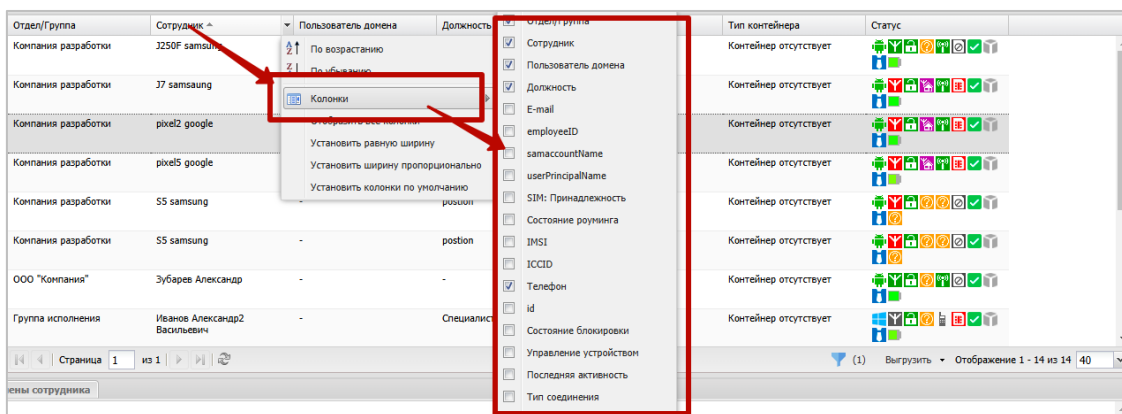 Отдел/Группа Сотрудник Пользователь домена Должность Отдел/Группа Тип контейнера Статус
Компания разработки J250F samsung По возрастанию Сотрудник Контейнер отсутствует
По убыванию Пользователь домена
Компания разработки J7 samsaung Колонки Должность Контейнер отсутствует
E-mail
Компания разработки pixel2 google Отобразить все колонки employeeID Контейнер отсутствует
Установить равную ширину samaccountName
Компания разработки pixel5 google Установить ширину пропорционально userPrincipalName Контейнер отсутствует
Установить колонки по умолчанию
Компания разработки S5 samsung - postion SIM: Принадлежность Контейнер отсутствует
Состояние роуминга
Компания разработки S5 samsung - postion IMSI Контейнер отсутствует
ICCID
ООО "Компания" Зубарев Александр - - Телефон Контейнер отсутствует
id
Группа исполнения Иванов Александр2 - Специалист Контейнер отсутствует
Васильевич Состояние блокировки
Страница 1 из 1 Управление устройством (1) Выгрузить Отображение 1 - 14 из 14 40
Последняя активность
ены сотрудника Тип соединения